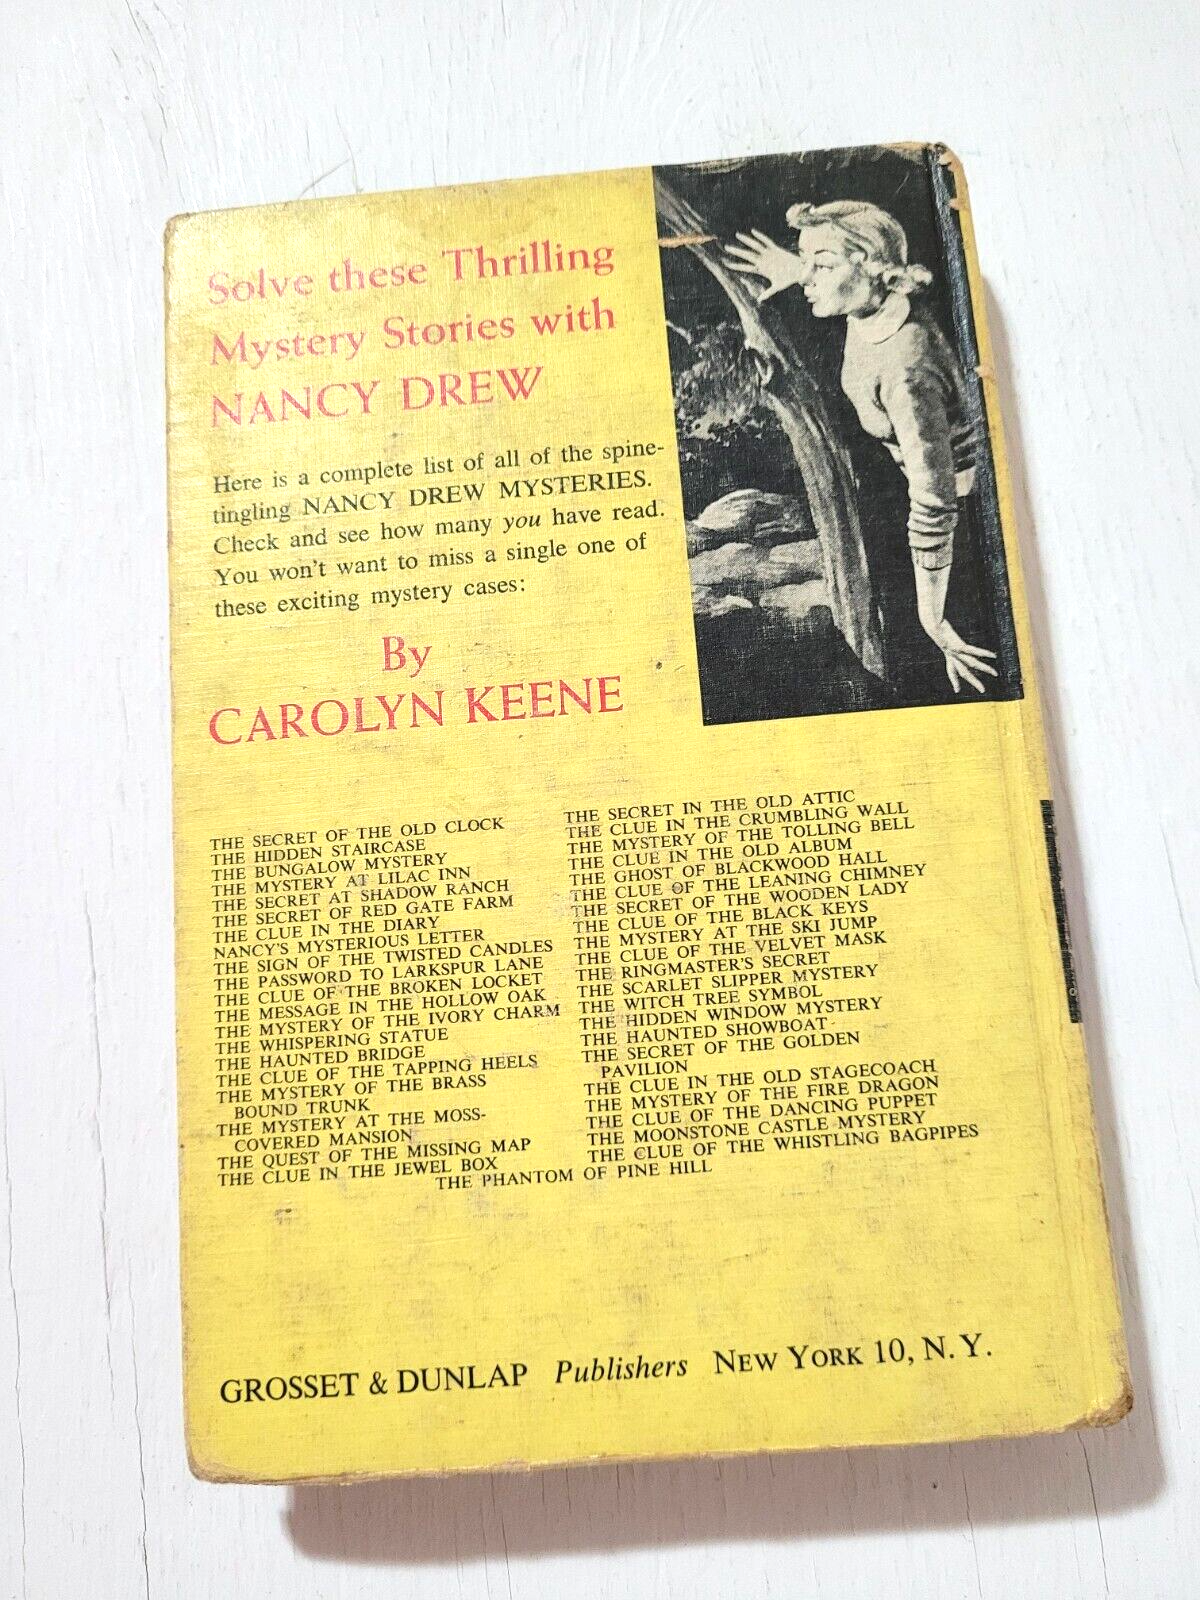 Solve these Thrilling
Mystery Stories with
NANCY DREW
Here is a complete list of all of the spine-
tingling NANCY DREW MYSTERIES.
Check and see how many you have read.
You won't want to miss a single one of
these exciting mystery cases:
By
CAROLYN KEENE
THE SECRET OF THE OLD CLOCK
THE HIDDEN STAIRCASE
THE BUNGALOW MYSTERY
THE MYSTERY AT LILAC INN
THE SECRET AT SHADOW RANCH
THE SECRET OF RED GATE FARM
THE CLUE IN THE DIARY
NANCY'S MYSTERIOUS LETTER
THE SIGN OF THE TWISTED CANDLES
THE PASSWORD TO LARKSPUR LANE
THE CLUE OF THE BROKEN LOCKET
THE MESSAGE IN THE HOLLOW OAK
THE MYSTERY OF THE IVORY CHARM
THE WHISPERING STATUE
THE HAUNTED BRIDGE
THE CLUE OF THE TAPPING HEELS
THE MYSTERY OF THE BRASS
BOUND TRUNK
THE MYSTERY AT THE MOSS-
COVERED MANSION
THE QUEST OF THE MISSING MAP
THE CLUE IN THE JEWEL BOX
THE SECRET IN THE OLD ATTIC
THE CLUE IN THE CRUMBLING WALL
THE MYSTERY OF THE TOLLING BELL
THE CLUE IN THE OLD ALBUM
THE GHOST OF BLACKWOOD HALL
THE CLUE OF THE LEANING CHIMNEY
THE SECRET OF THE WOODEN LADY
THE CLUE OF THE BLACK KEYS
THE MYSTERY AT THE SKI JUMP
THE CLUE OF THE VELVET MASK
THE RINGMASTER'S SECRET
THE SCARLET SLIPPER MYSTERY
THE WITCH TREE SYMBOL
THE HIDDEN WINDOW MYSTERY
THE HAUNTED SHOWBOAT
THE SECRET OF THE GOLDEN
PAVILION
THE CLUE IN THE OLD STAGECOACH
THE MYSTERY OF THE FIRE DRAGON
THE CLUE OF THE DANCING PUPPET
THE MOONSTONE CASTLE MYSTERY
THE CLUE OF THE WHISTLING BAGPIPES
THE PHANTOM OF PINE HILL
GROSSET & DUNLAP Publishers NEW YORK 10, N. Y.